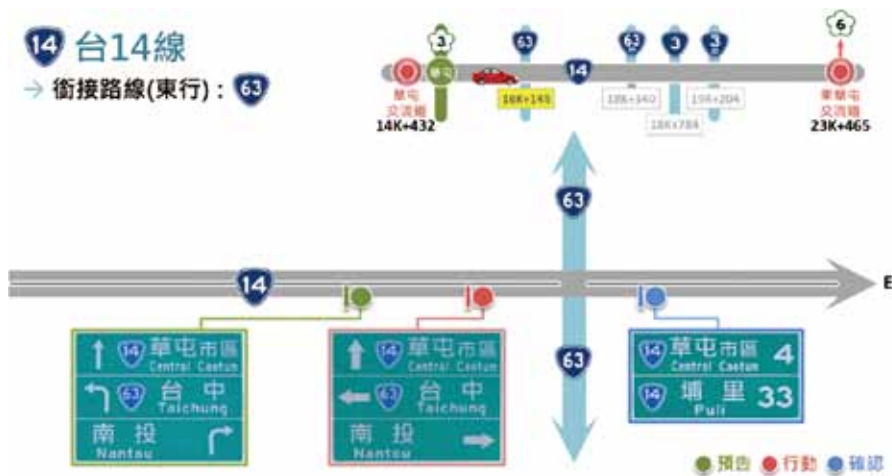 14 台14線
→ 銜接路線(東行): 63
3
63
63
3
3
6
草屯
14
草屯
交流道
14K+432
18K+784
19K+204
東草屯
交流道
23K+465
63
14
E
63
14 草屯市區
Central Caotun
63 台中
Taichung
南投
Nantou
14 草屯市區
Central Caotun
63 台中
Taichung
南投
Nantou
14 草屯市區 4
Central Caotun
14 埔里 33
Puli
預告 行動 確認